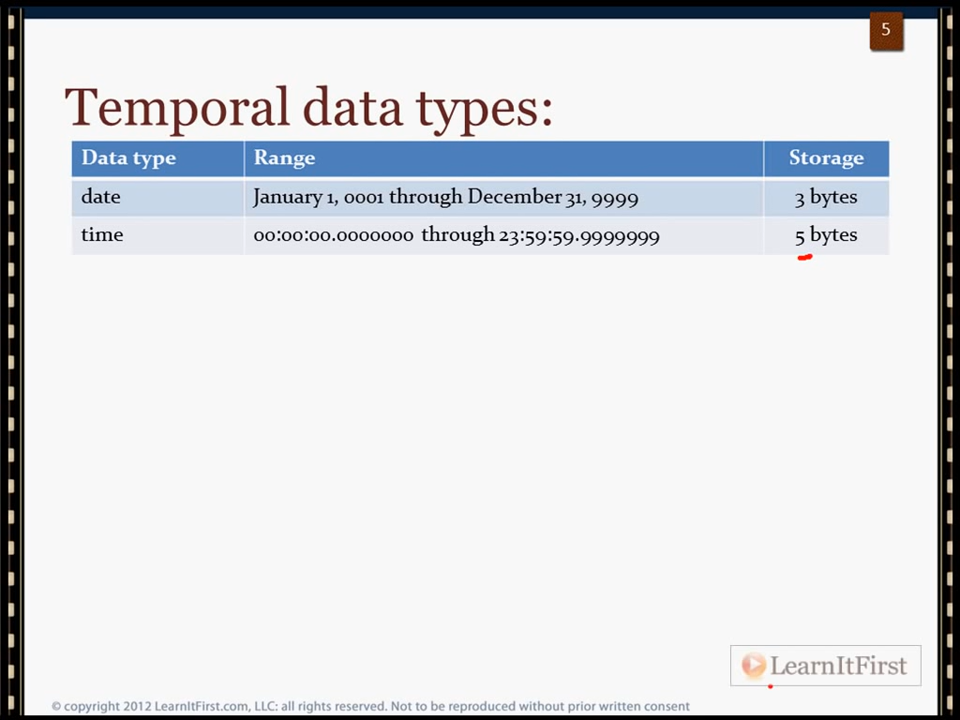 5
Temporal data types:
Data type Range Storage
date January 1, 0001 through December 31, 9999 3 bytes
time 00:00:00.0000000 through 23:59:59.9999999 5 bytes
LearnItFirst
© copyright 2012 LearnItFirst.com, LLC: all rights reserved. Not to be reproduced without prior written consent